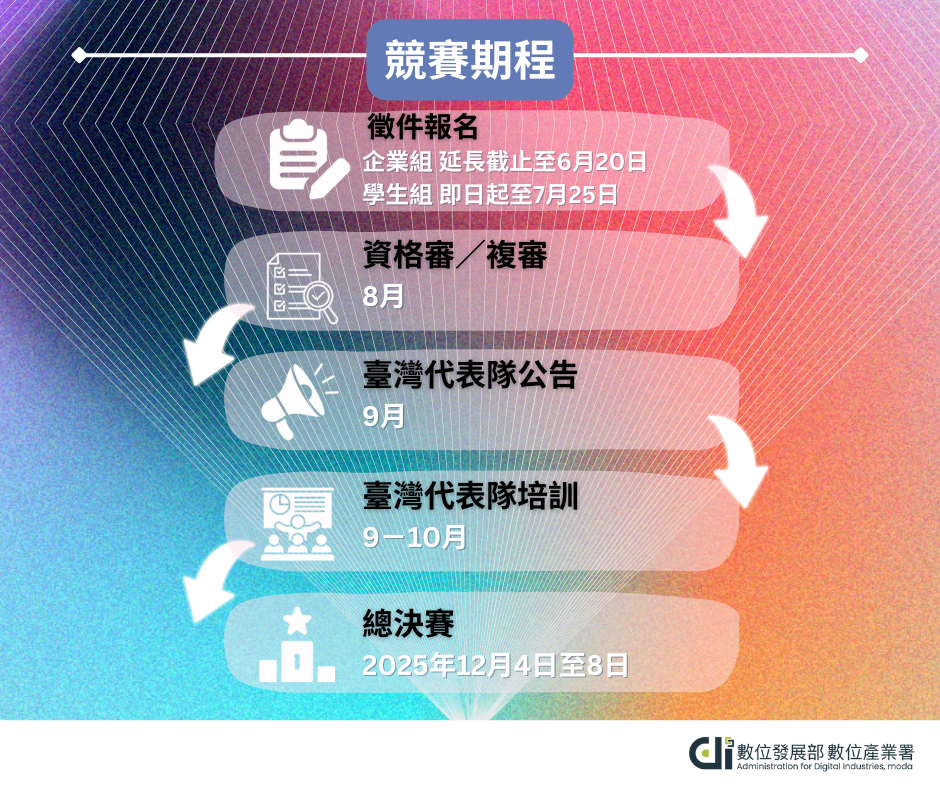 競賽期程
徵件報名
企業組 延長截止至6月20日
學生組 即日起至7月25日
資格審／複審
8月
臺灣代表隊公告
9月
臺灣代表隊培訓
9－10月
總決賽
2025年12月4日至8日
數位發展部 數位產業署
Administration for Digital Industries, moda